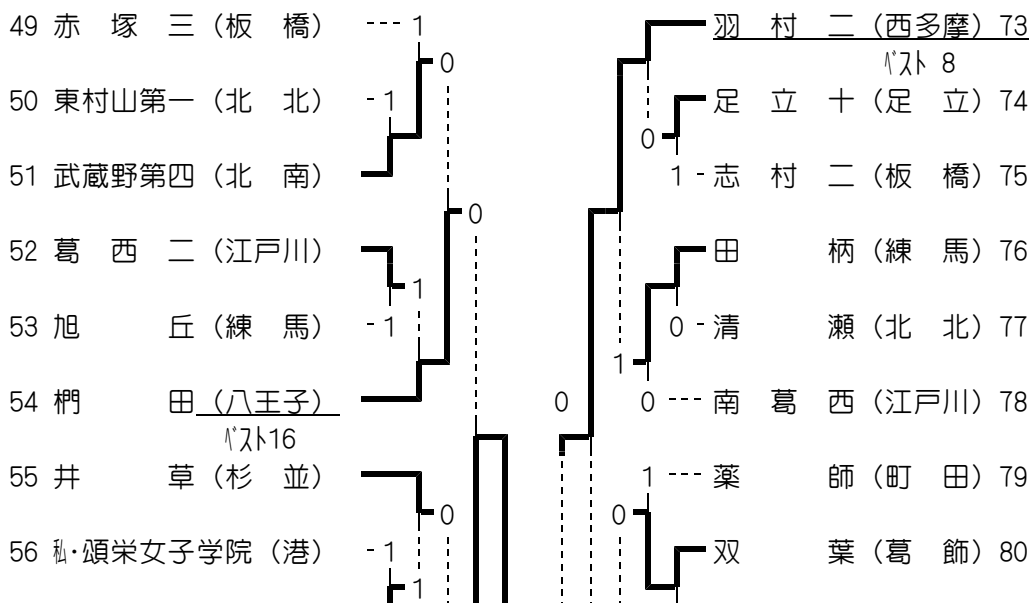 49 赤塚三（板橋） 1
0
50 東村山第一（北北） 1
51 武蔵野第四（北南）
0
52 葛西二（江戸川）
1
53 旭丘（練馬） 1
54 椚田（八王子）
ﾍﾞｽﾄ16
55 井草（杉並）
0
56 私・頌栄女子学院（港） 1
1
羽村二（西多摩） 73
ﾍﾞｽﾄ 8
足立十（足立） 74
0
1 志村二（板橋） 75
田柄（練馬） 76
0 清瀬（北北） 77
1
0 0 南葛西（江戸川） 78
1 薬師（町田） 79
0
双葉（葛飾） 80